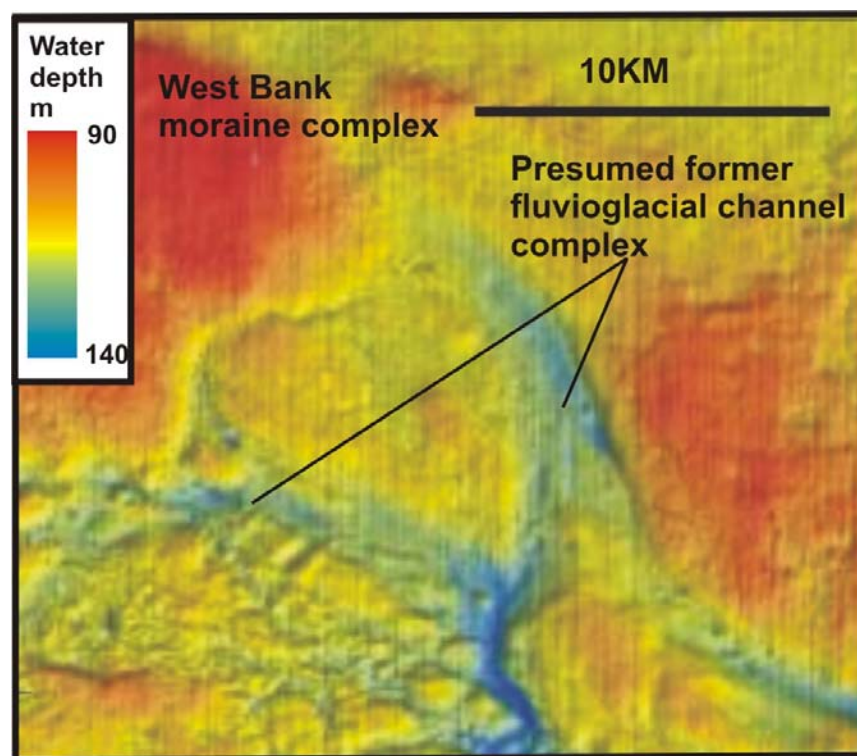 Water
depth
m
90
140
West Bank
moraine complex
10KM
Presumed former
fluvioglacial channel
complex